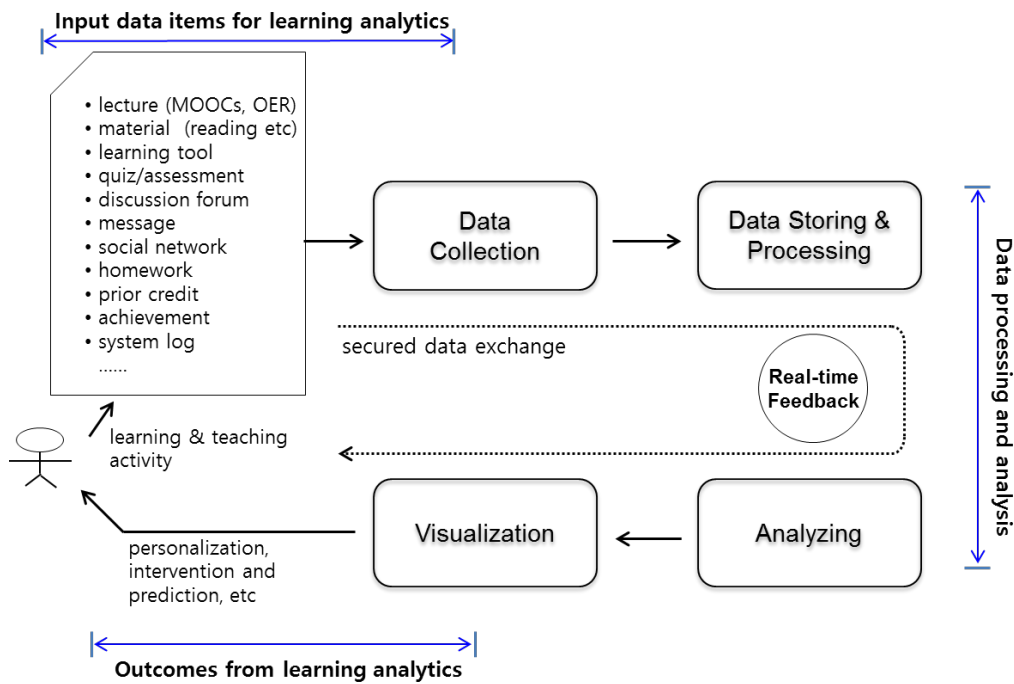 Input data items for learning analytics
• lecture (MOOCs, OER)
• material (reading etc)
• learning tool
• quiz/assessment
• discussion forum
• message
• social network
• homework
• prior credit
• achievement
• system log
......
Data
Collection
Data Storing &
Processing
secured data exchange
Real-time
Feedback
Data processing and analysis
learning & teaching
activity
Visualization
Analyzing
personalization,
intervention and
prediction, etc
Outcomes from learning analytics